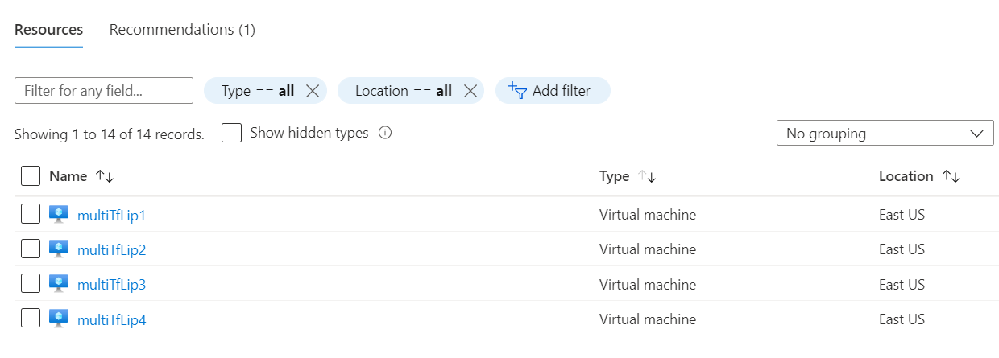 Resources Recommendations (1)
Filter for any field... Type == all Location == all Add filter
Showing 1 to 14 of 14 records. Show hidden types No grouping
Name Type Location
multiTfLip1 Virtual machine East US
multiTfLip2 Virtual machine East US
multiTfLip3 Virtual machine East US
multiTfLip4 Virtual machine East US